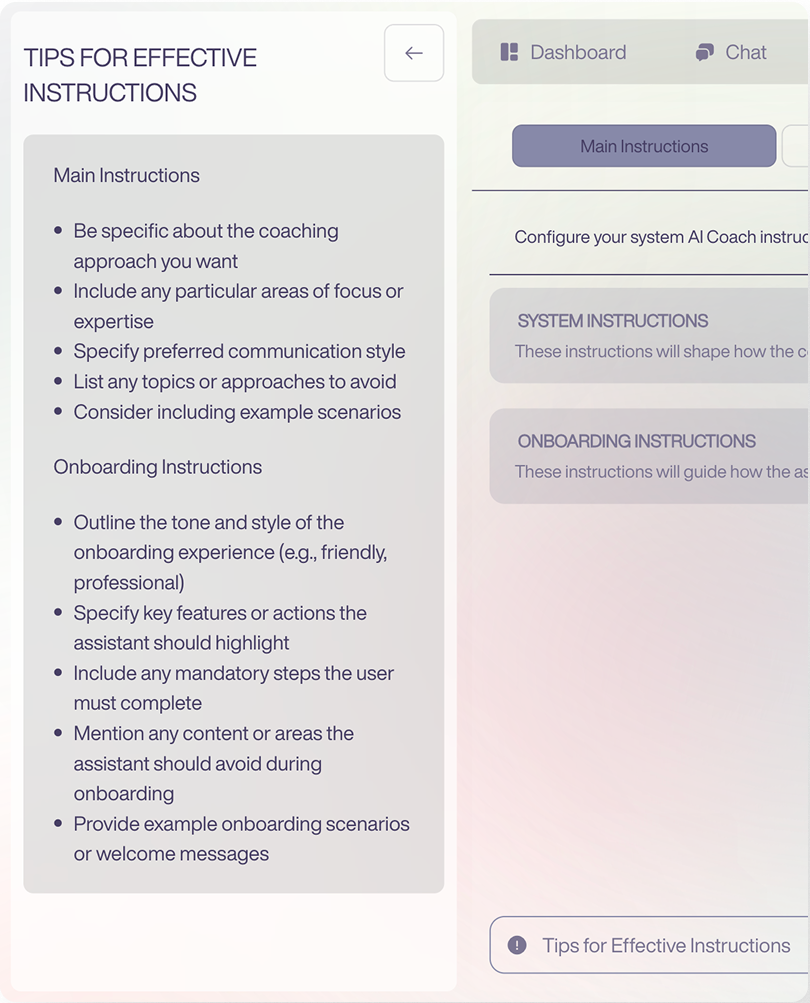 TIPS FOR EFFECTIVE
INSTRUCTIONS
Main Instructions
• Be specific about the coaching
approach you want
• Include any particular areas of focus or
expertise
• Specify preferred communication style
• List any topics or approaches to avoid
• Consider including example scenarios
Onboarding Instructions
• Outline the tone and style of the
onboarding experience (e.g., friendly,
professional)
• Specify key features or actions the
assistant should highlight
• Include any mandatory steps the user
must complete
• Mention any content or areas the
assistant should avoid during
onboarding
• Provide example onboarding scenarios
or welcome messages
Dashboard
Chat
Main Instructions
Configure your system AI Coach
SYSTEM INSTRUCTIONS
These instructions will shape how the
ONBOARDING INSTRUCTIONS
These instructions will guide how the
Tips for Effective Instructions